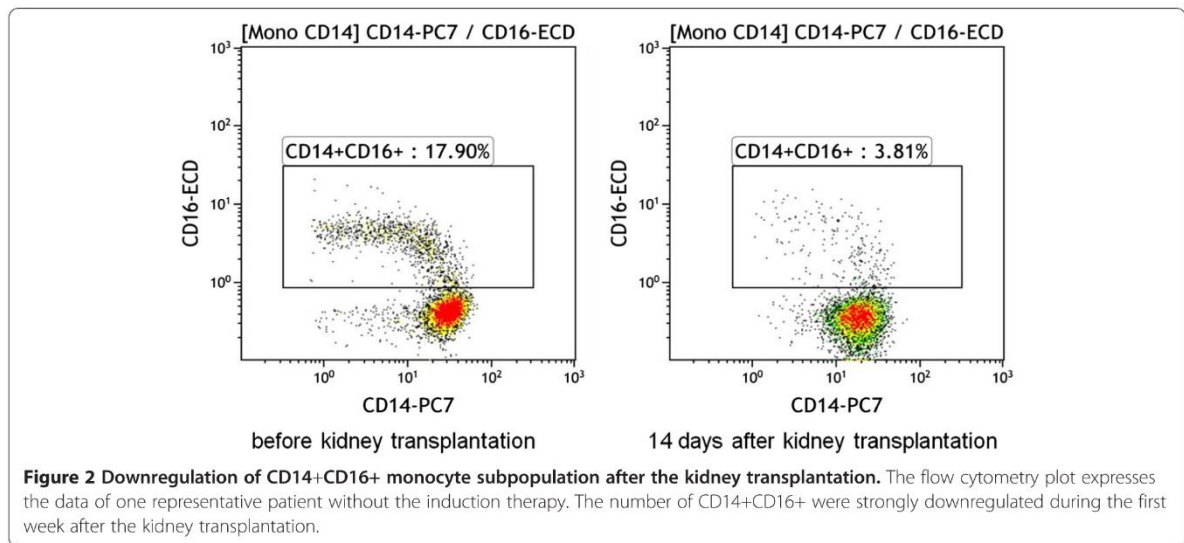 [Mono CD14] CD14-PC7 / CD16-ECD
10³
10²
10¹
10⁰
CD16-ECD
CD14+CD16+ : 17.90%
10⁰ 10¹ 10² 10³
CD14-PC7
before kidney transplantation
[Mono CD14] CD14-PC7 / CD16-ECD
10³
10²
10¹
10⁰
CD16-ECD
CD14+CD16+ : 3.81%
10⁰ 10¹ 10² 10³
CD14-PC7
14 days after kidney transplantation
Figure 2 Downregulation of CD14+CD16+ monocyte subpopulation after the kidney transplantation. The flow cytometry plot expresses
the data of one representative patient without the induction therapy. The number of CD14+CD16+ were strongly downregulated during the first
week after the kidney transplantation.